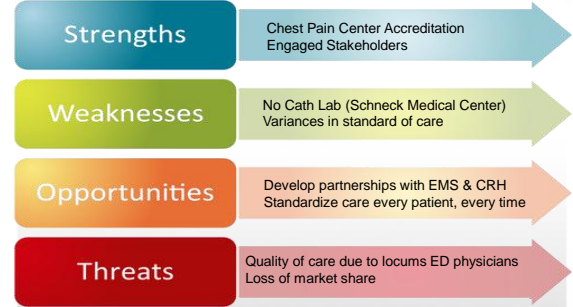 Strengths
Chest Pain Center Accreditation
Engaged Stakeholders
Weaknesses
No Cath Lab (Schneck Medical Center)
Variances in standard of care
Opportunities
Develop partnerships with EMS & CRH
Standardize care every patient, every time
Threats
Quality of care due to locums ED physicians
Loss of market share